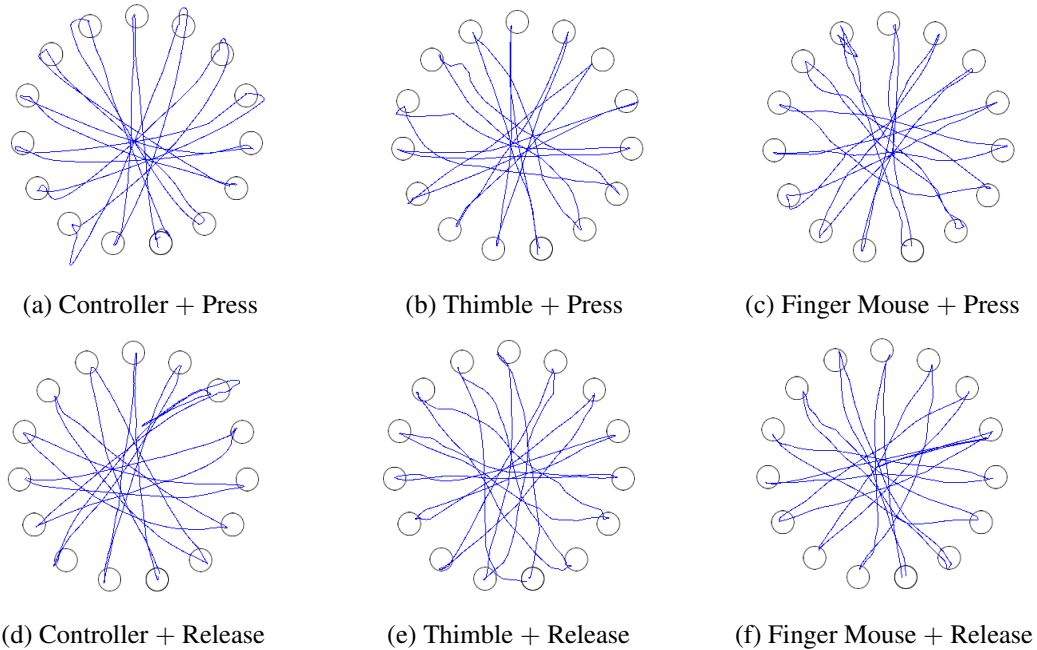 (a) Controller + Press
(b) Thimble + Press
(c) Finger Mouse + Press
(d) Controller + Release
(e) Thimble + Release
(f) Finger Mouse + Release